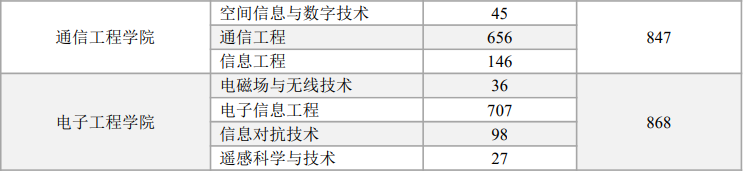 通信工程学院 空间信息与数字技术 45 847
通信工程 656
信息工程 146
电子工程学院 电磁场与无线技术 36 868
电子信息工程 707
信息对抗技术 98
遥感科学与技术 27